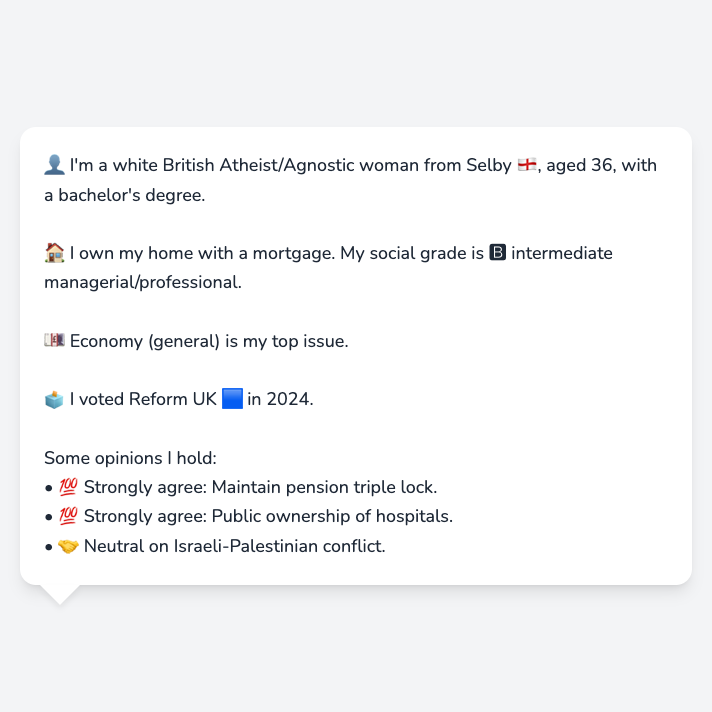 👤 I'm a white British Atheist/Agnostic woman from Selby 🏴󠁧󠁢󠁥󠁮󠁧󠁿, aged 36, with
a bachelor's degree.
🏠 I own my home with a mortgage. My social grade is 🅱 intermediate
managerial/professional.
💷 Economy (general) is my top issue.
🗳️ I voted Reform UK 🟦 in 2024.
Some opinions I hold:
• 💯 Strongly agree: Maintain pension triple lock.
• 💯 Strongly agree: Public ownership of hospitals.
• 🤝 Neutral on Israeli-Palestinian conflict.